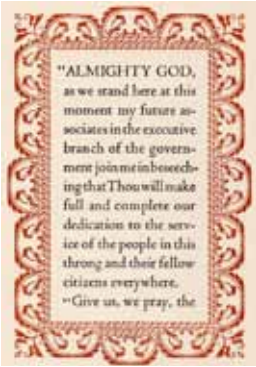 "ALMIGHTY GOD,
as we stand here at this
moment my future as-
sociates in the executive
branch of the govern-
ment join me in beseech-
ing that Thou will make
full and complete our
dedication to the serv-
ice of the people in this
throng and their fellow
citizens everywhere.
"Give us, we pray, the